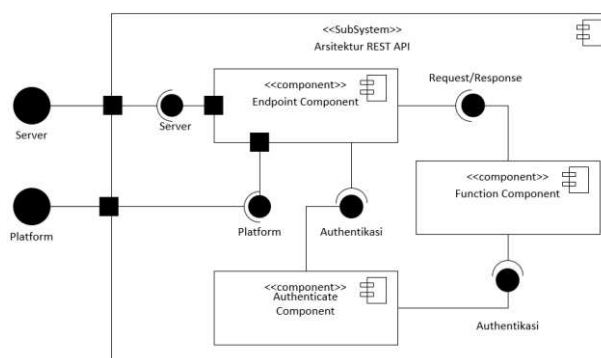 <<SubSystem>>
Arsitektur REST API
<<component>>
Endpoint Component
Request/Response
Server
Server
<<component>>
Function Component
Platform
Platform
Authentikasi
<<component>>
Authenticate
Component
Authentikasi